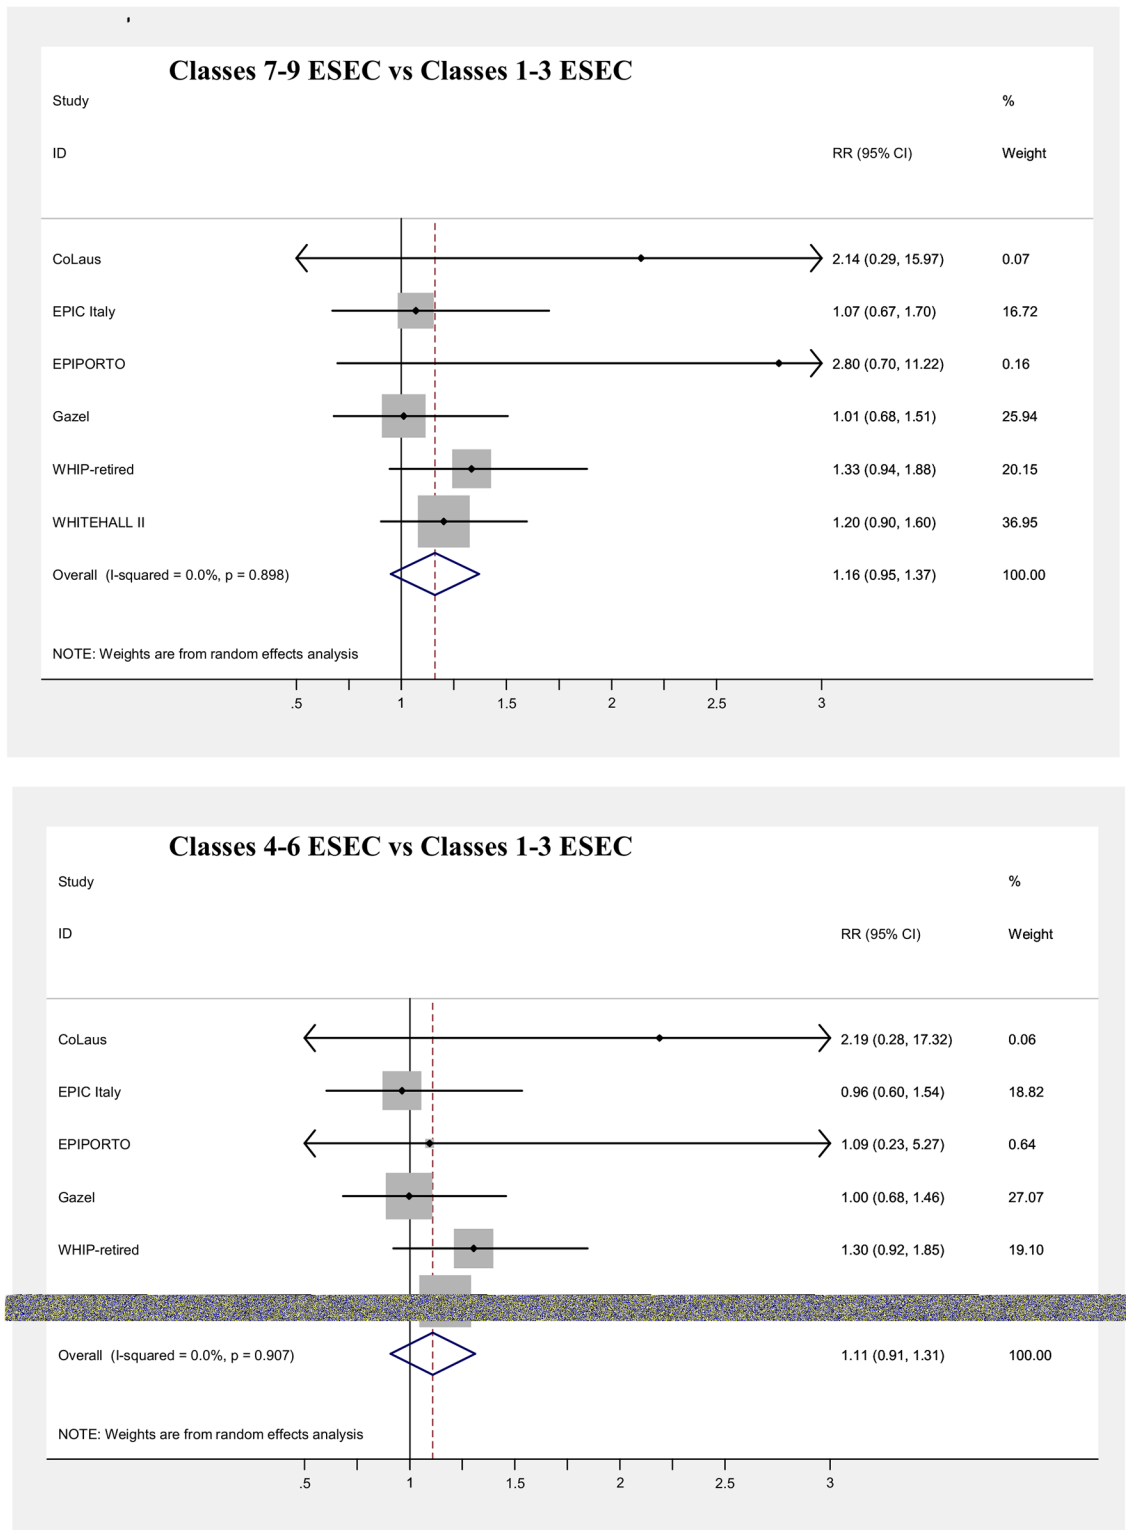 Classes 7-9 ESEC vs Classes 1-3 ESEC
Study %
ID RR (95% CI) Weight
CoLaus 2.14 (0.29, 15.97) 0.07
EPIC Italy 1.07 (0.67, 1.70) 16.72
EPIPORTO 2.80 (0.70, 11.22) 0.16
Gazel 1.01 (0.68, 1.51) 25.94
WHIP-retired 1.33 (0.94, 1.88) 20.15
WHITEHALL II 1.20 (0.90, 1.60) 36.95
Overall (I-squared = 0.0%, p = 0.898) 1.16 (0.95, 1.37) 100.00
NOTE: Weights are from random effects analysis
.5 1 1.5 2 2.5 3
Classes 4-6 ESEC vs Classes 1-3 ESEC
Study %
ID RR (95% CI) Weight
CoLaus 2.19 (0.28, 17.32) 0.06
EPIC Italy 0.96 (0.60, 1.54) 18.82
EPIPORTO 1.09 (0.23, 5.27) 0.64
Gazel 1.00 (0.68, 1.46) 27.07
WHIP-retired 1.30 (0.92, 1.85) 19.10
Overall (I-squared = 0.0%, p = 0.907) 1.11 (0.91, 1.31) 100.00
NOTE: Weights are from random effects analysis
.5 1 1.5 2 2.5 3